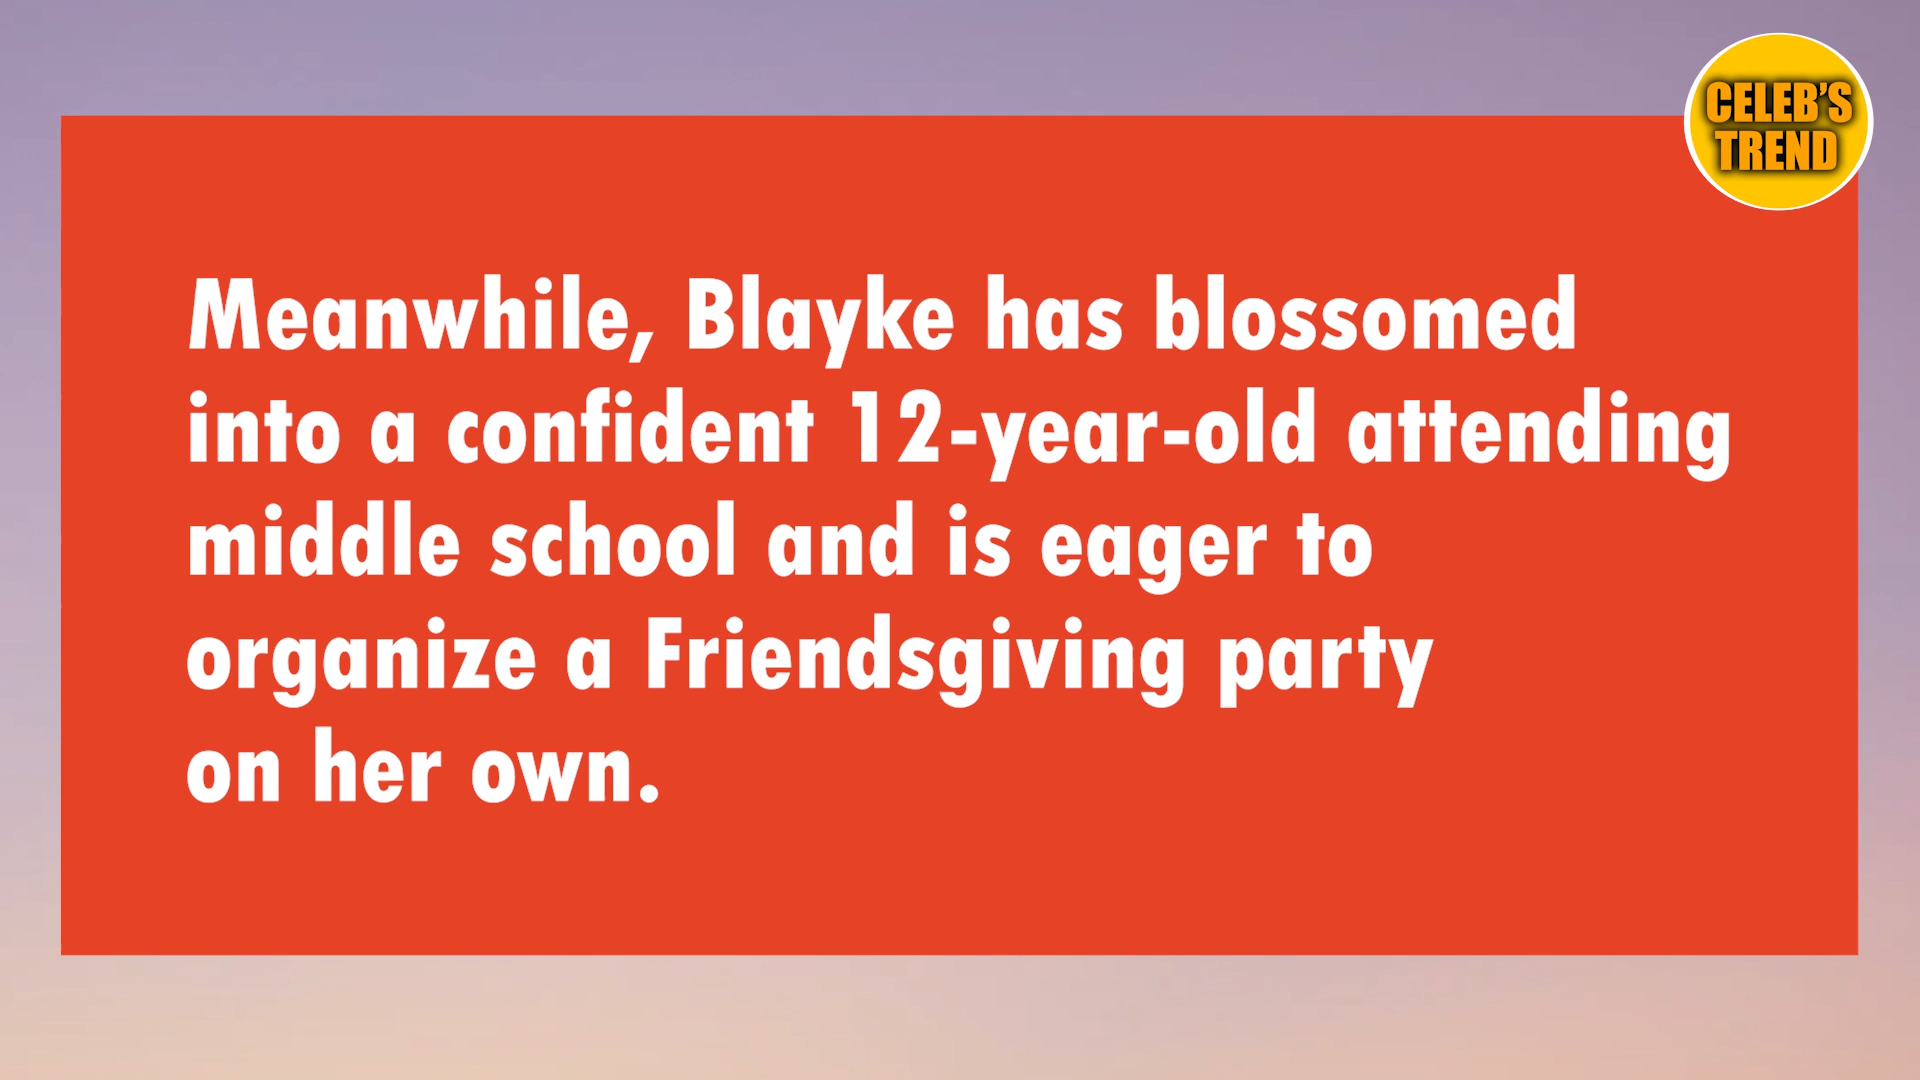 CELEB'S
TREND
Meanwhile, Blayke has blossomed
into a confident 12-year-old attending
middle school and is eager to
organize a Friendsgiving party
on her own.